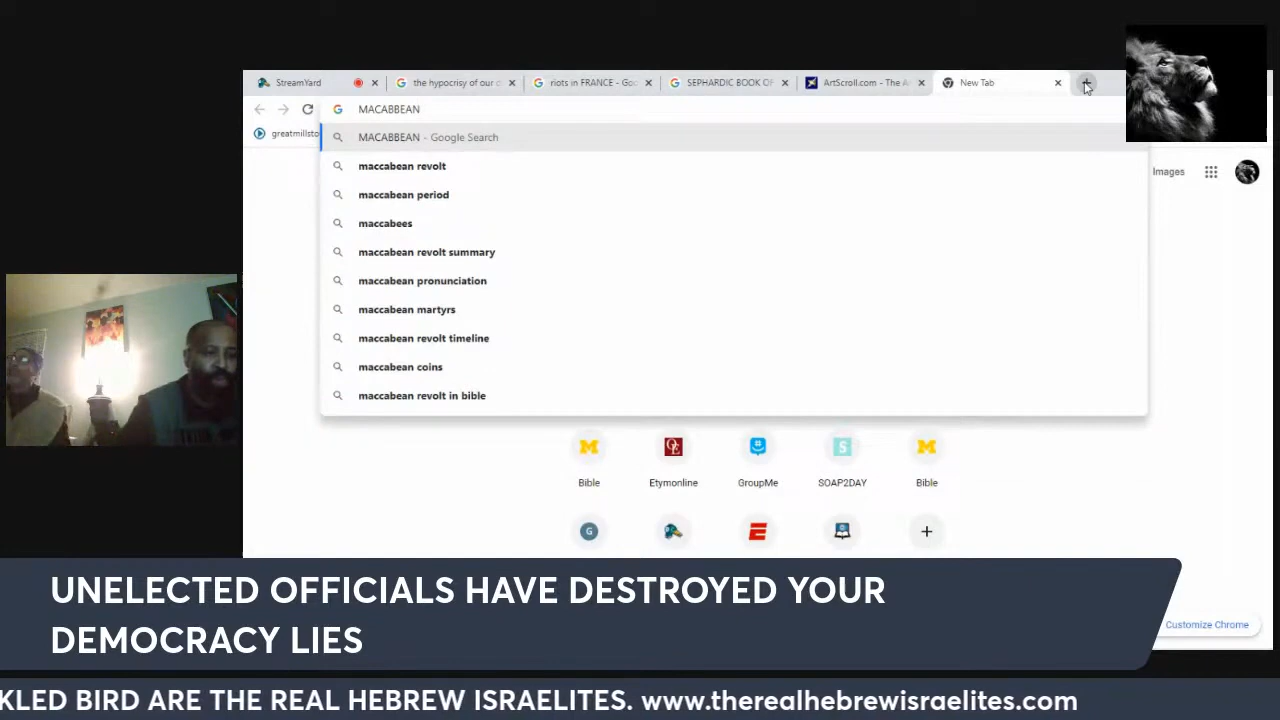 StreamYard
the hypocrisy of our d
riots in FRANCE - Goo
SEPHARDIC BOOK OF
ArtScroll.com - The A
New Tab
MACABBEAN
greatmillsto
MACABBEAN - Google Search
maccabean revolt
Images
maccabean period
maccabees
maccabean revolt summary
maccabean pronunciation
maccabean martyrs
maccabean revolt timeline
maccabean coins
maccabean revolt in bible
Bible
Etymonline
GroupMe
SOAP2DAY
Bible
UNELECTED OFFICIALS HAVE DESTROYED YOUR
DEMOCRACY LIES
Customize Chrome
KLED BIRD ARE THE REAL HEBREW ISRAELITES. www.therealhebrewisraelites.com